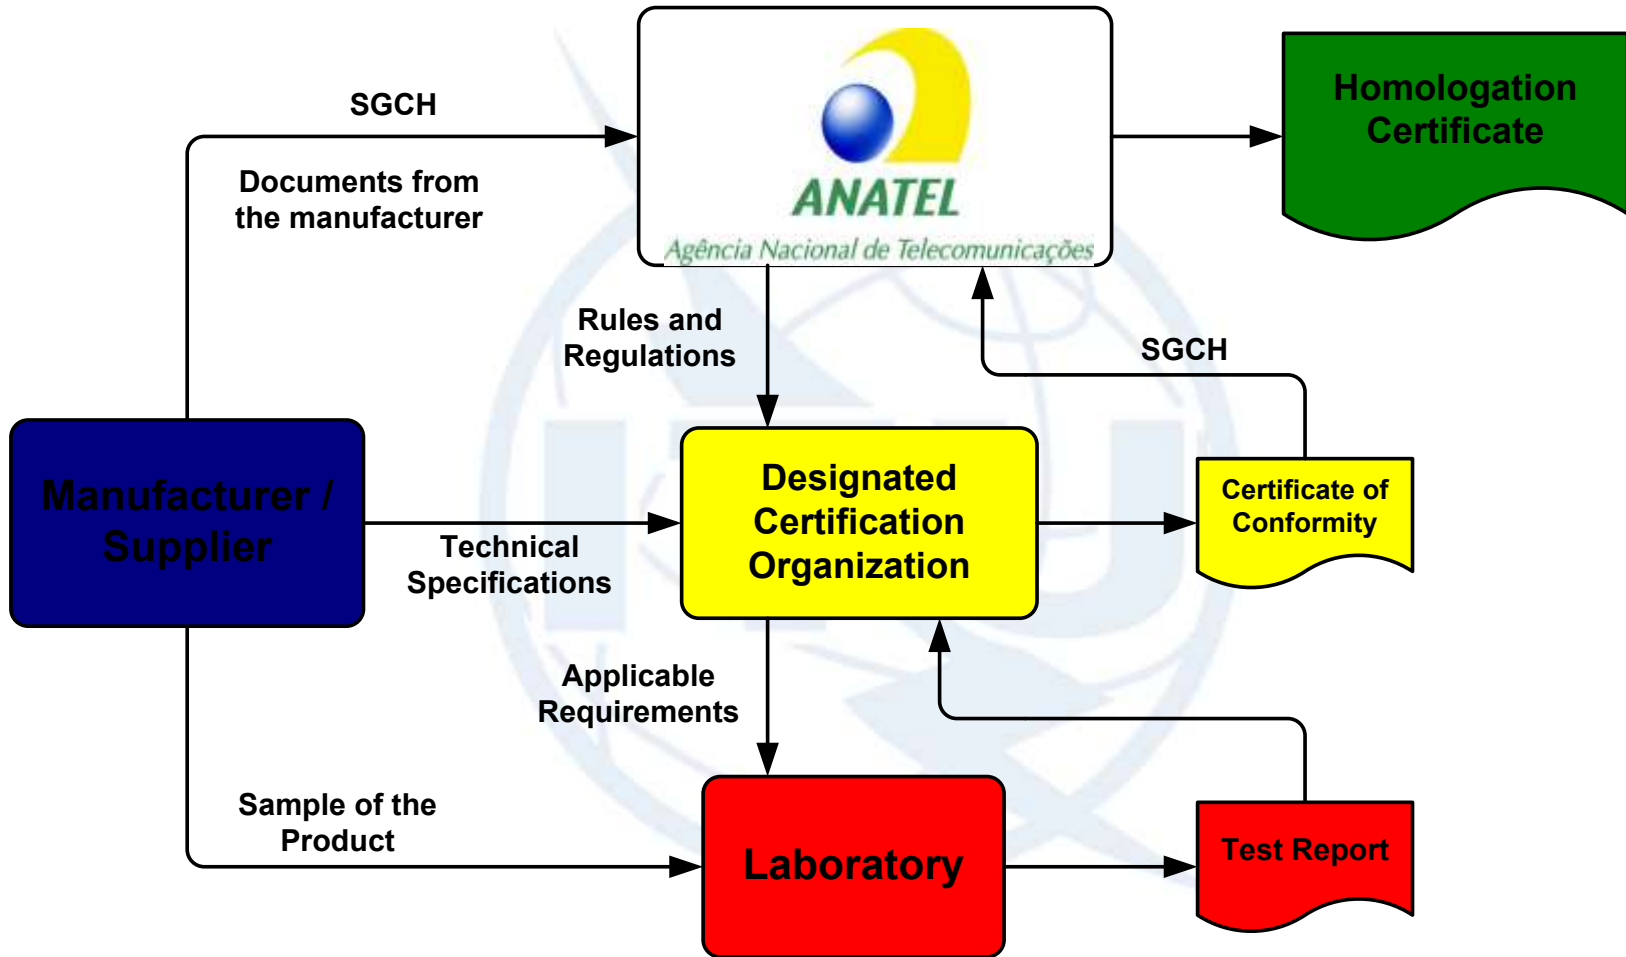 SGCH
Documents from
the manufacturer
ANATEL
Agência Nacional de Telecomunicações
Homologation
Certificate
Rules and
Regulations
SGCH
Manufacturer /
Supplier
Technical
Specifications
Designated
Certification
Organization
Certificate of
Conformity
Applicable
Requirements
Sample of the
Product
Laboratory
Test Report
ITU